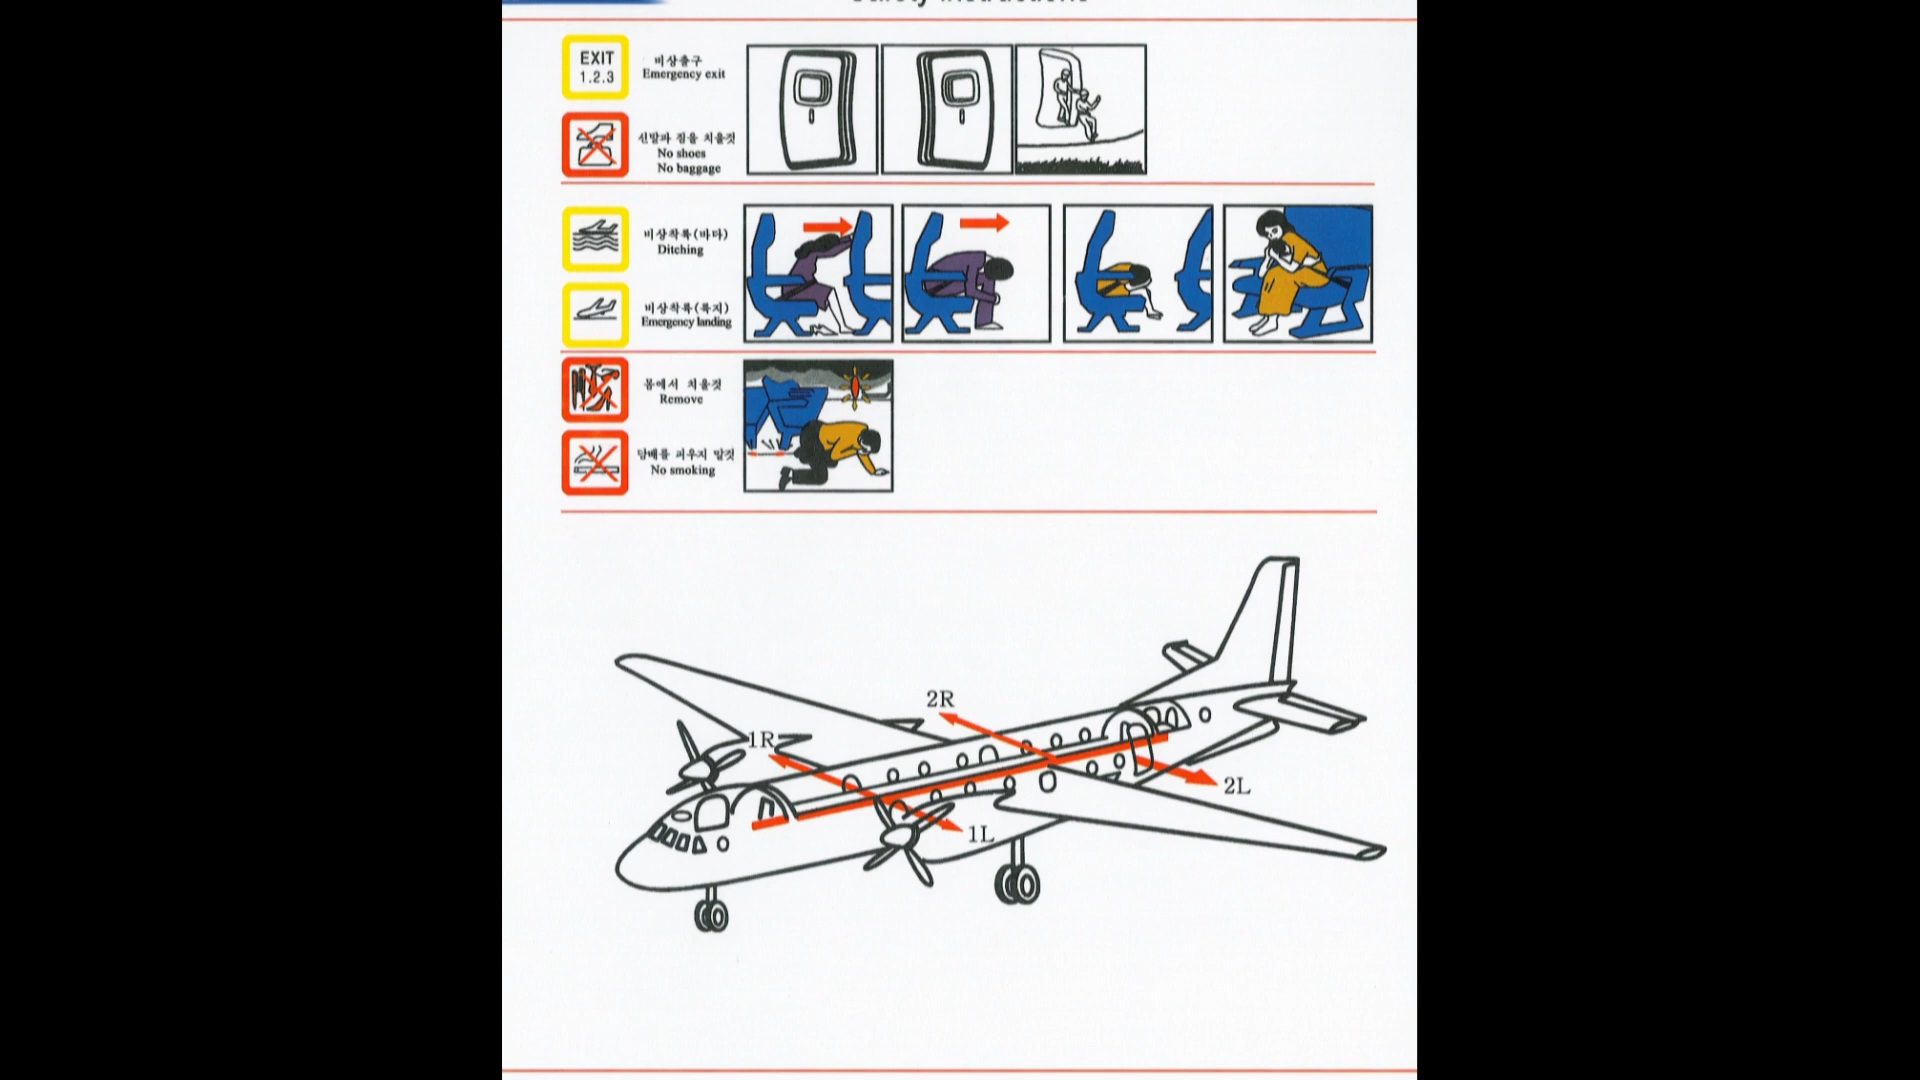 Safety Instructions
EXIT
1.2.3
비상출구
Emergency exit
신발과 짐을 치울것
No shoes
No baggage
비상착륙(바다)
Ditching
비상착륙(륙지)
Emergency landing
몸에서 치울것
Remove
담배를 피우지 말것
No smoking
2R
1R
2L
1L